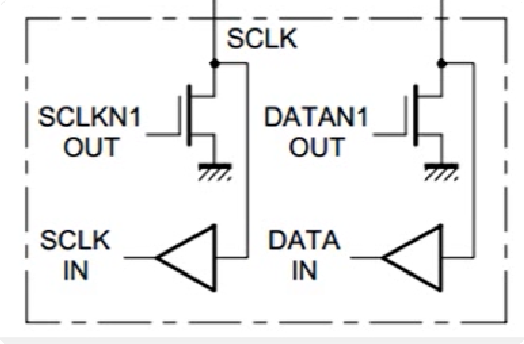 SCLK
SCLKN1
OUT
DATAN1
OUT
SCLK
IN
DATA
IN